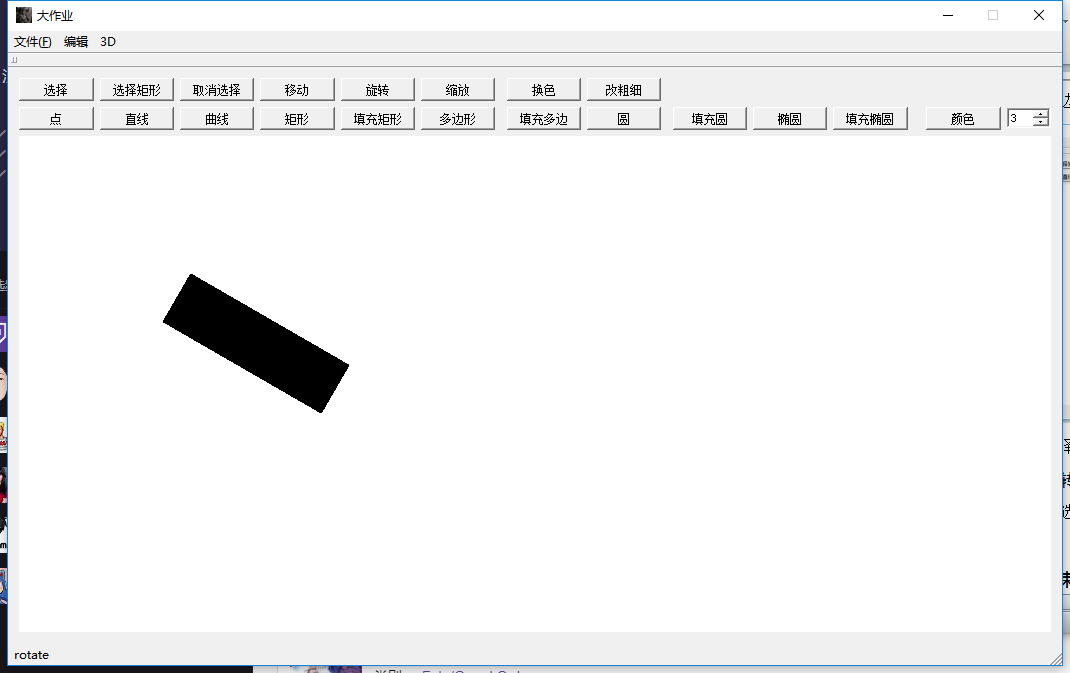 大作业
文件(F) 编辑 3D
选择 选择矩形 取消选择 移动 旋转 缩放 换色 改粗细
点 直线 曲线 矩形 填充矩形 多边形 填充多边 圆 填充圆 椭圆 填充椭圆 颜色 3
rotate